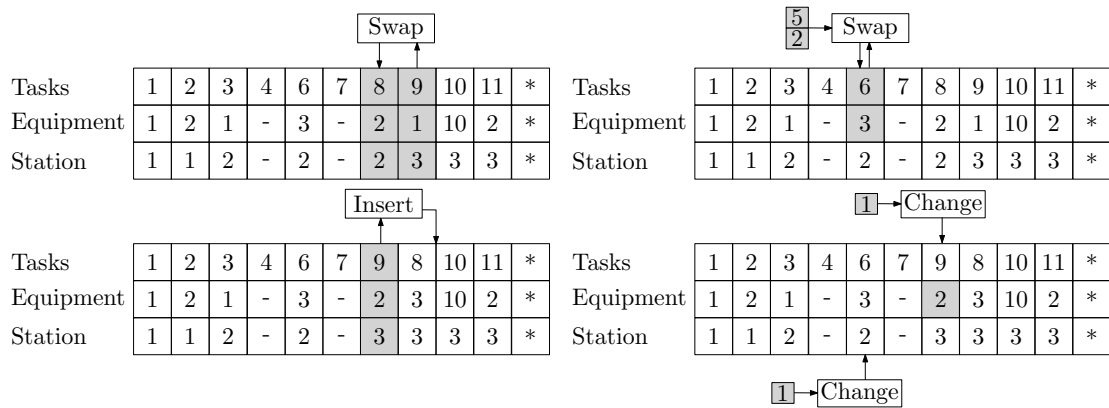 Swap
Tasks 1 2 3 4 6 7 8 9 10 11 *
Equipment 1 2 1 - 3 - 2 1 10 2 *
Station 1 1 2 - 2 - 2 3 3 3 *
5
2
Swap
Tasks 1 2 3 4 6 7 8 9 10 11 *
Equipment 1 2 1 - 3 - 2 1 10 2 *
Station 1 1 2 - 2 - 2 3 3 3 *
Insert
Tasks 1 2 3 4 6 7 9 8 10 11 *
Equipment 1 2 1 - 3 - 2 3 10 2 *
Station 1 1 2 - 2 - 3 3 3 3 *
1 Change
Tasks 1 2 3 4 6 7 9 8 10 11 *
Equipment 1 2 1 - 3 - 2 3 10 2 *
Station 1 1 2 - 2 - 3 3 3 3 *
1 Change